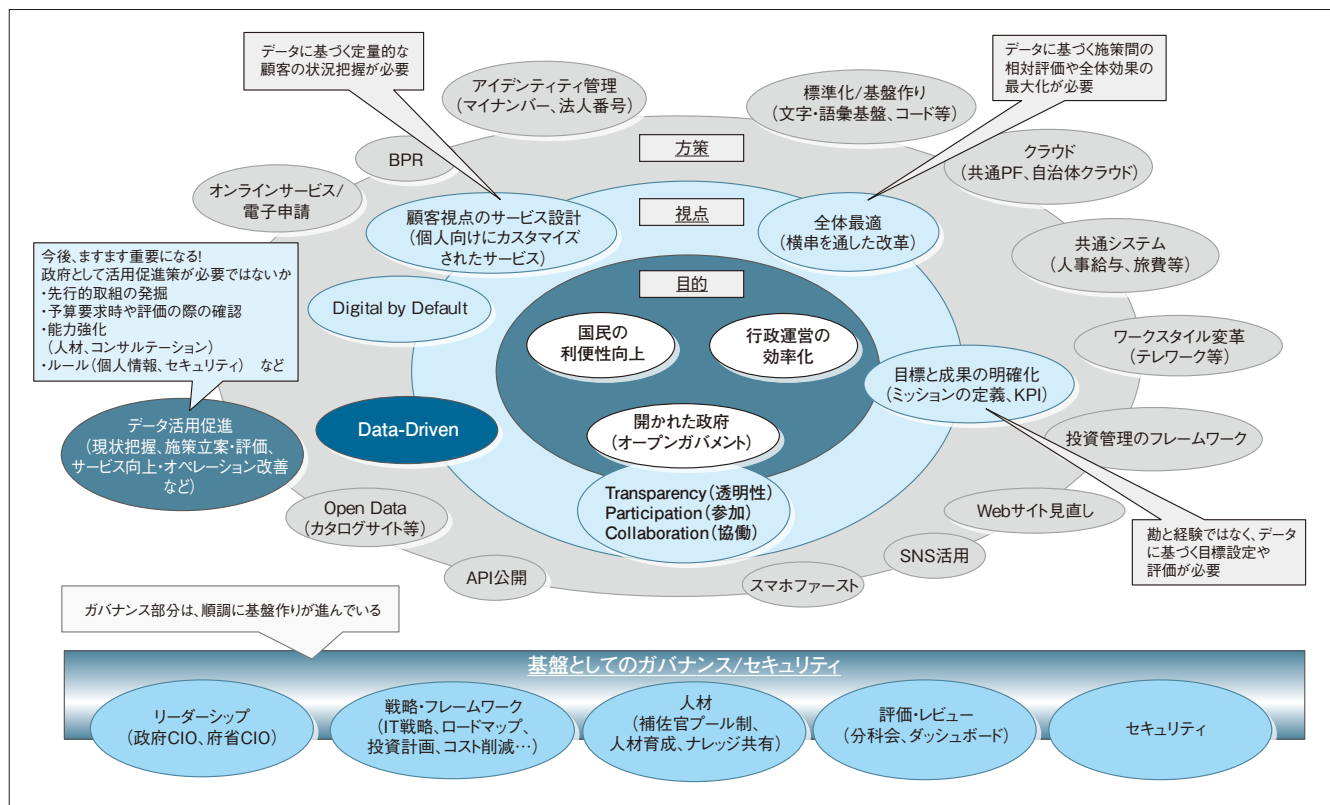 データに基づく定量的な
顧客の状況把握が必要
データに基づく施策間の
相対評価や全体効果の
最大化が必要
アイデンティティ管理
(マイナンバー、法人番号)
標準化/基盤作り
(文字・語彙基盤、コード等)
方策
BPR
クラウド
(共通PF、自治体クラウド)
オンラインサービス/
電子申請
顧客視点のサービス設計
(個人向けにカスタマイズ
されたサービス)
視点
全体最適
(横串を通した改革)
共通システム
(人事給与、旅費等)
今後、ますます重要になる!
政府として活用促進策が必要ではないか
・先行的取組の発掘
・予算要求時や評価の際の確認
・能力強化
(人材、コンサルテーション)
・ルール(個人情報、セキュリティ) など
目的
Digital by Default
国民の
利便性向上
行政運営の
効率化
ワークスタイル変革
(テレワーク等)
目標と成果の明確化
(ミッションの定義、KPI)
データ活用促進
(現状把握、施策立案・評価、
サービス向上・オペレーション改善
など)
Data-Driven
開かれた政府
(オープンガバメント)
投資管理のフレームワーク
Transparency(透明性)
Participation(参加)
Collaboration(協働)
Open Data
(カタログサイト等)
Webサイト見直し
勘と経験ではなく、データ
に基づく目標設定や
評価が必要
SNS活用
API公開
スマホファースト
ガバナンス部分は、順調に基盤作りが進んでいる
基盤としてのガバナンス/セキュリティ
リーダーシップ
(政府CIO、府省CIO)
戦略・フレームワーク
(IT戦略、ロードマップ、
投資計画、コスト削減…)
人材
(補佐官プール制、
人材育成、ナレッジ共有)
評価・レビュー
(分科会、ダッシュボード)
セキュリティ